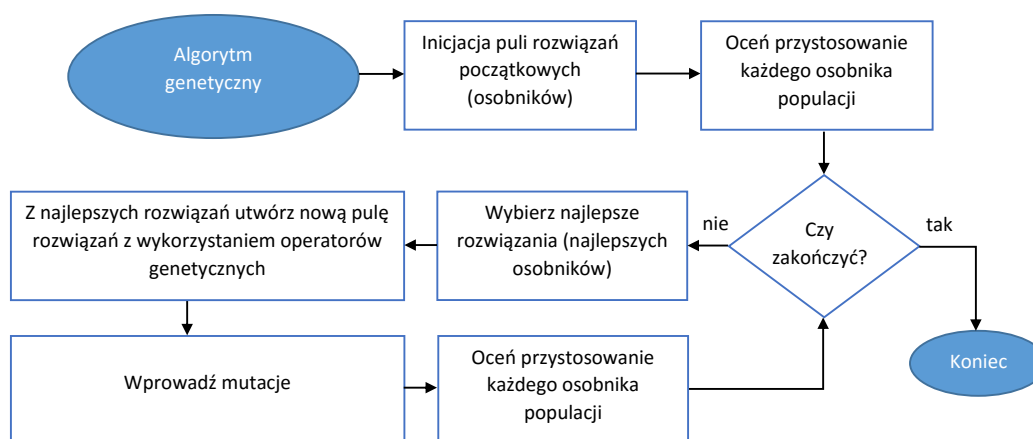 Algorytm
genetyczny
Inicjacja puli rozwiązań
początkowych
(osobników)
Oceń przystosowanie
każdego osobnika
populacji
Czy
zakończyć?
nie
tak
Wybierz najlepsze
rozwiązania (najlepszych
osobników)
Z najlepszych rozwiązań utwórz nową pulę
rozwiązań z wykorzystaniem operatorów
genetycznych
Wprowadź mutacje
Oceń przystosowanie
każdego osobnika
populacji
Koniec